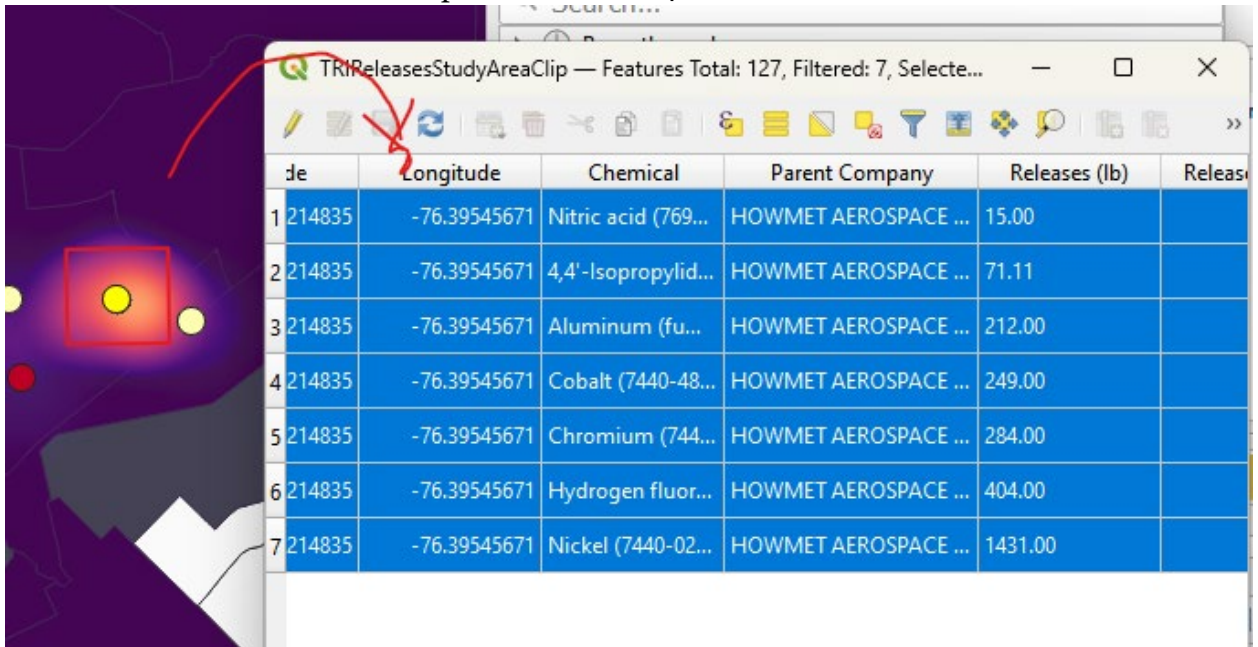 Search...
TRIReleasesStudyAreaClip — Features Total: 127, Filtered: 7, Selecte...
de Longitude Chemical Parent Company Releases (lb) Release
1 214835 -76.39545671 Nitric acid (769... HOWMET AEROSPACE ... 15.00
2 214835 -76.39545671 4,4'-Isopropylid... HOWMET AEROSPACE ... 71.11
3 214835 -76.39545671 Aluminum (fu... HOWMET AEROSPACE ... 212.00
4 214835 -76.39545671 Cobalt (7440-48... HOWMET AEROSPACE ... 249.00
5 214835 -76.39545671 Chromium (744... HOWMET AEROSPACE ... 284.00
6 214835 -76.39545671 Hydrogen fluor... HOWMET AEROSPACE ... 404.00
7 214835 -76.39545671 Nickel (7440-02... HOWMET AEROSPACE ... 1431.00